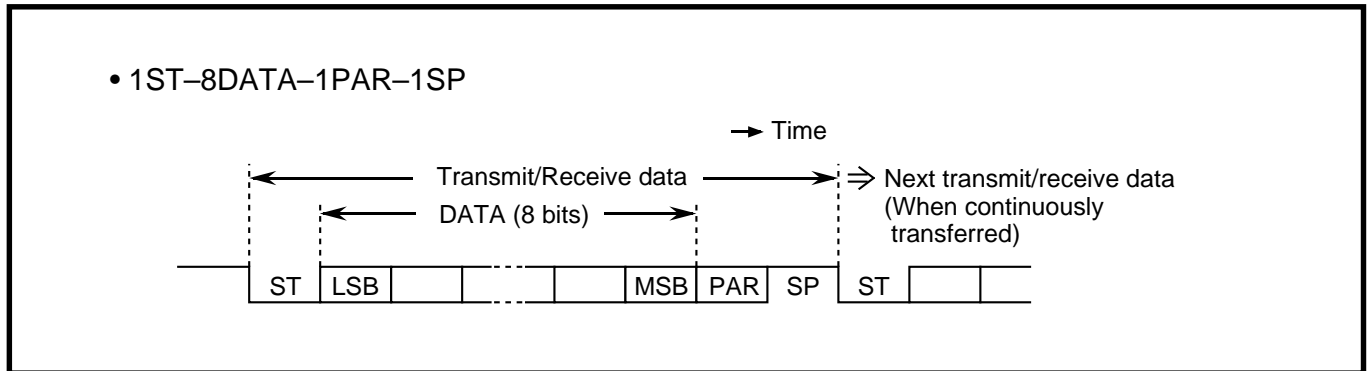 • 1ST–8DATA–1PAR–1SP
→ Time
Transmit/Receive data
⇒ Next transmit/receive data
(When continuously
transferred)
DATA (8 bits)
ST LSB MSB PAR SP ST